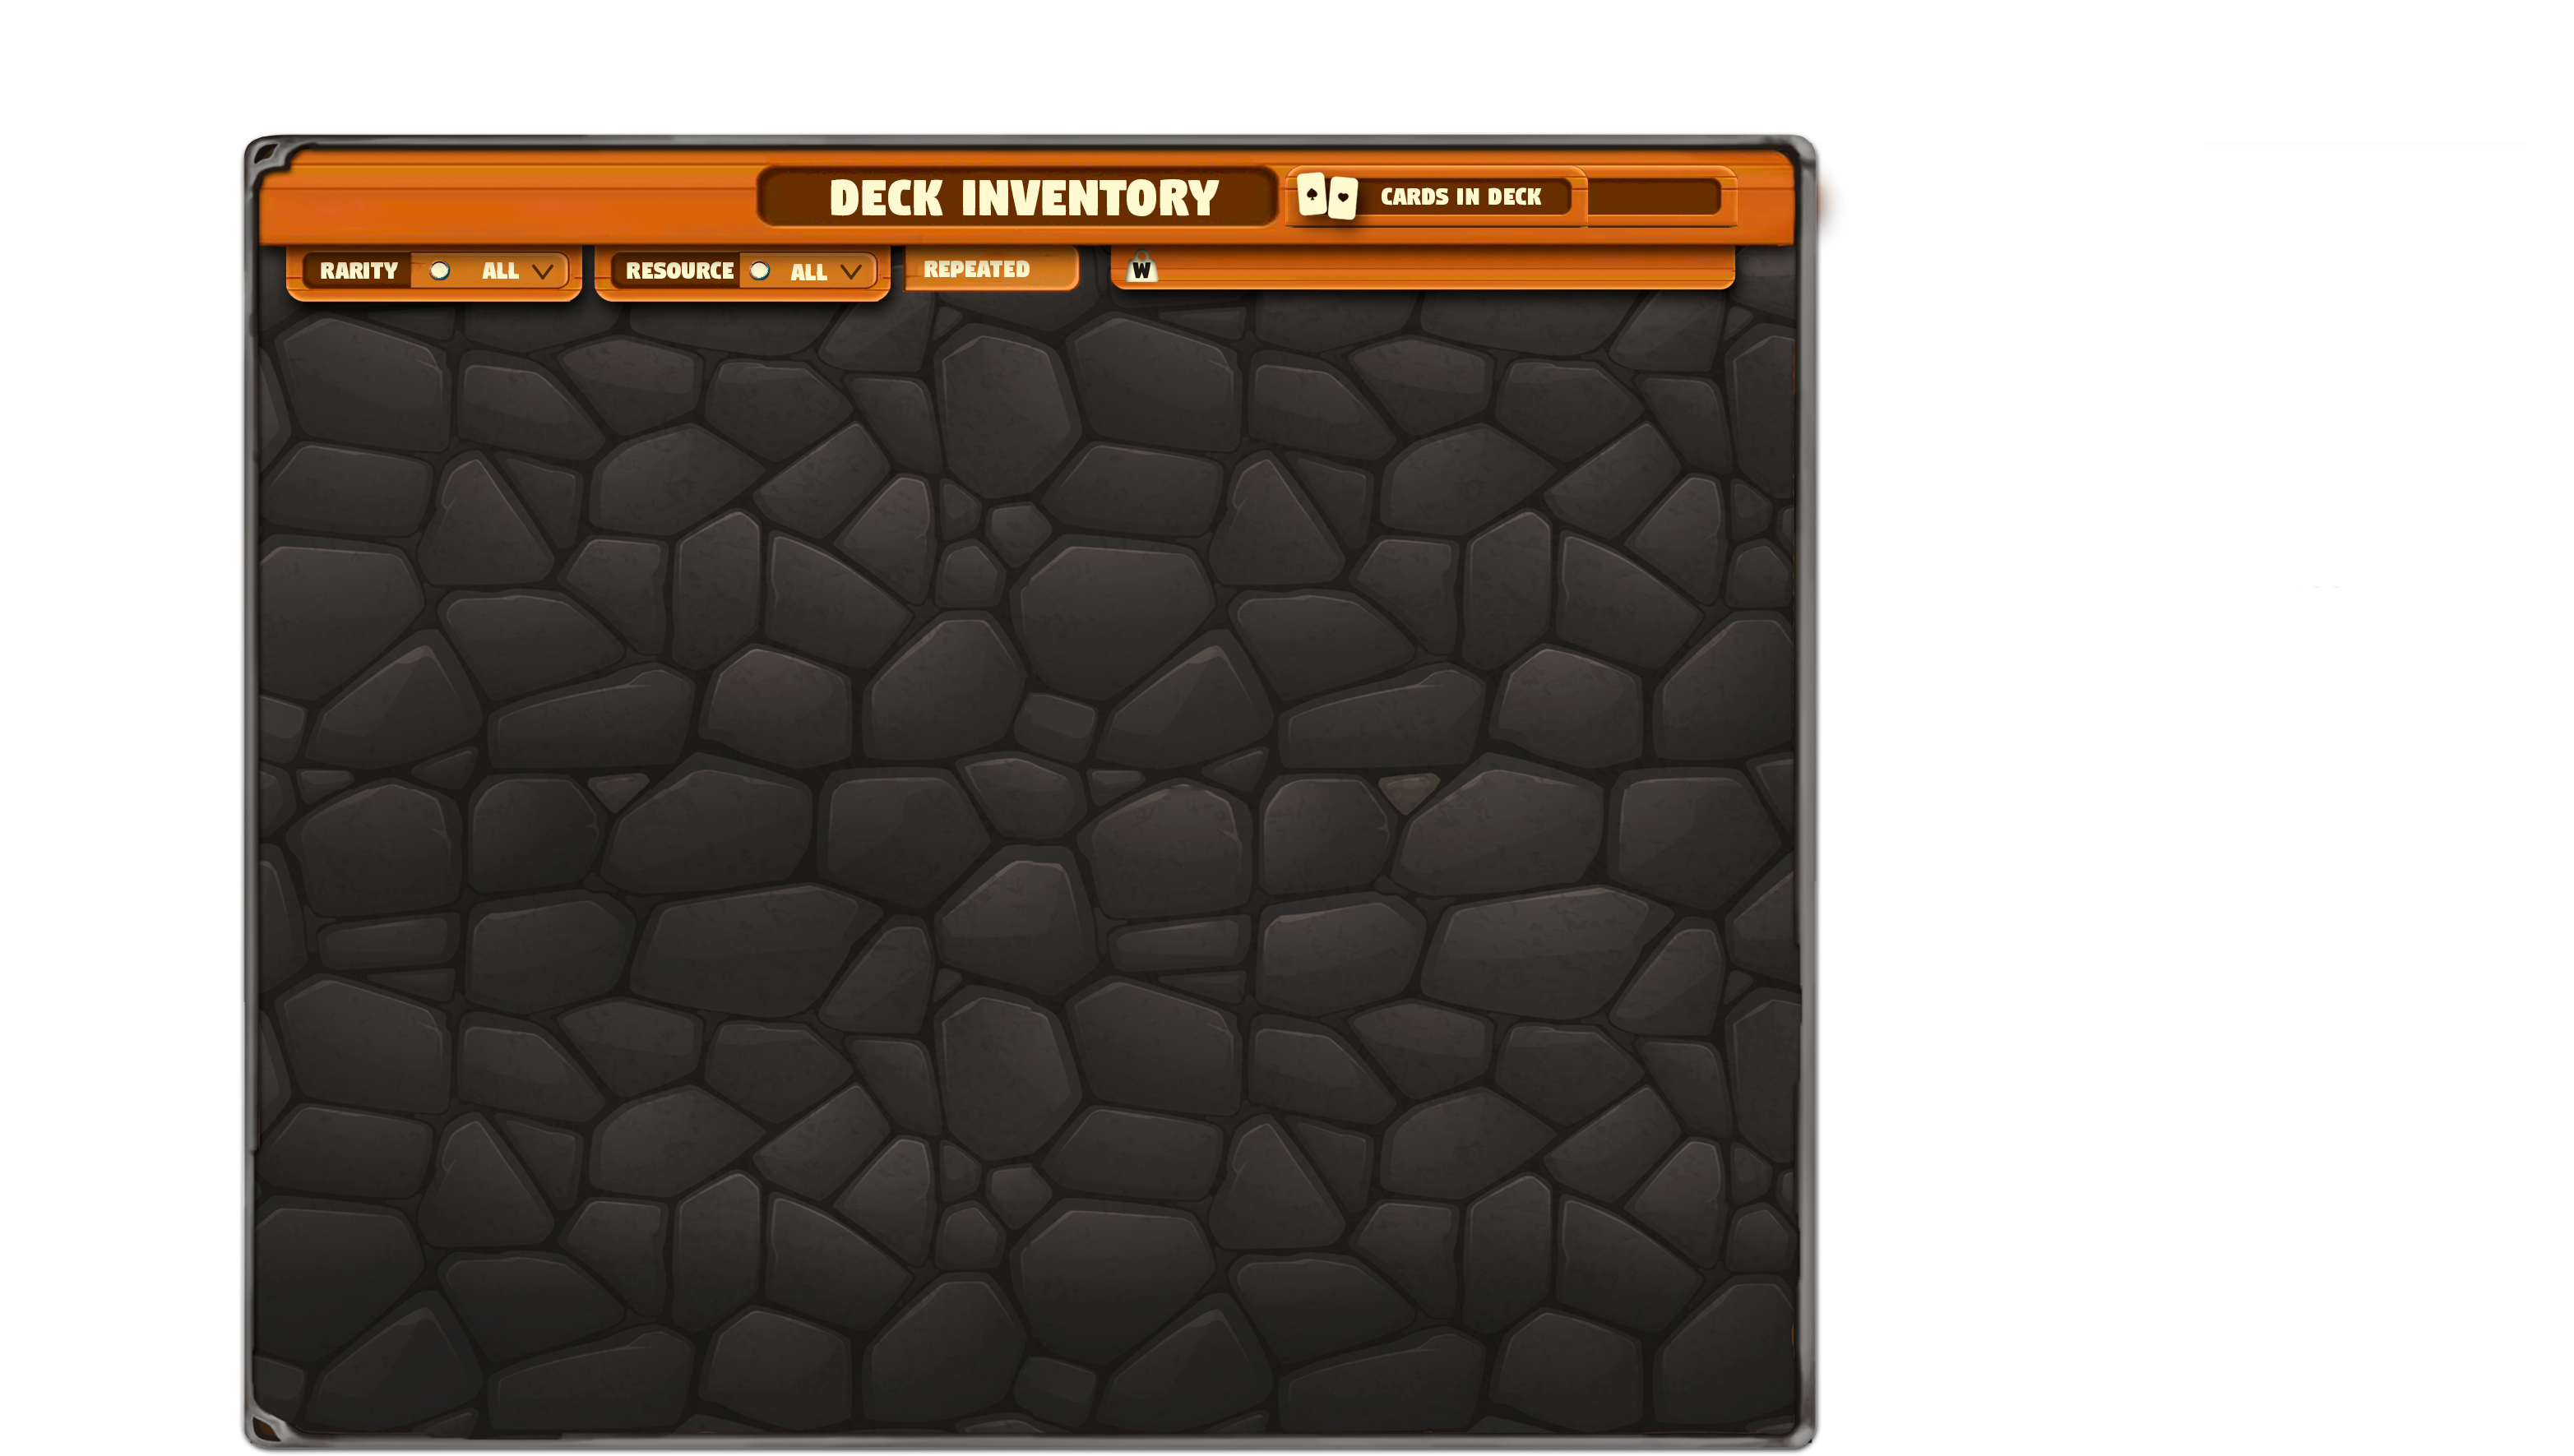 DECK INVENTORY
CARDS IN DECK
RARITY ALL
RESOURCE ALL
REPEATED
W